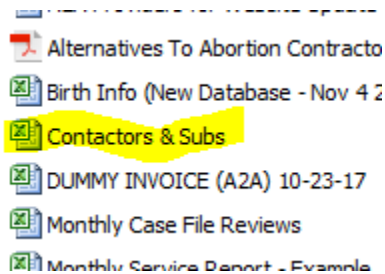 Alternatives To Abortion Contracto
Birth Info (New Database - Nov 4 2
Contactors & Subs
DUMMY INVOICE (A2A) 10-23-17
Monthly Case File Reviews
Monthly Service Report - Example